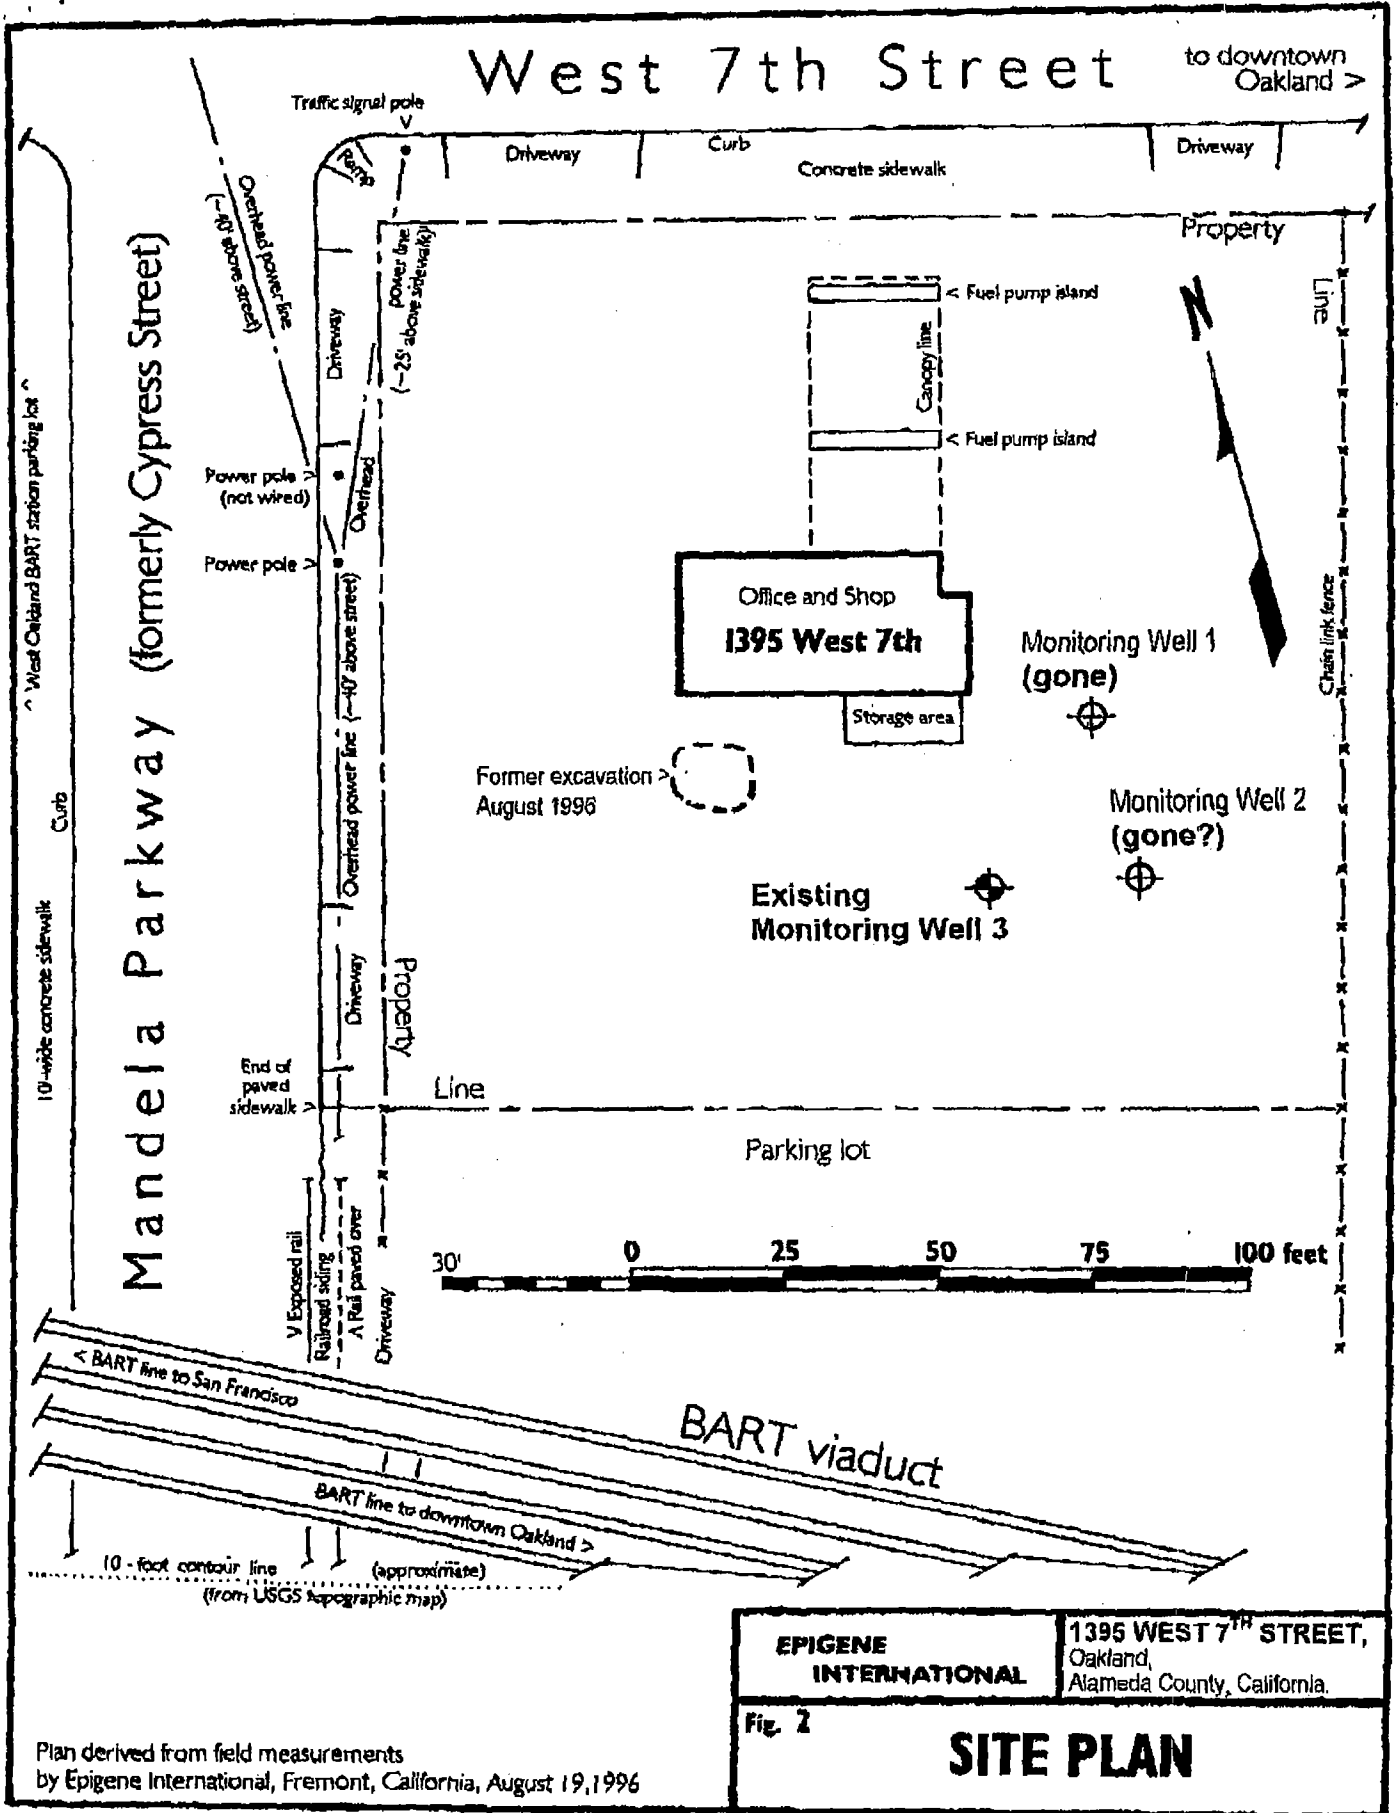 West 7th Street
to downtown
Oakland >
Traffic signal pole
V
Ramp
Driveway
Curb
Concrete sidewalk
Driveway
Overhead power line
(~40' above street)
power line
(~25' above sidewalk)
Overhead
Property
Line
Driveway
< Fuel pump island
Canopy line
< Fuel pump island
N
Mandela Parkway (formerly Cypress Street)
^ West Oakland BART station parking lot ^
Curb
10'-wide concrete sidewalk
Power pole >
(not wired)
Power pole >
Overhead power line (~40' above street)
Office and Shop
1395 West 7th
Storage area
Monitoring Well 1
(gone)
Chain link fence
Former excavation >
August 1996
Monitoring Well 2
(gone?)
Existing
Monitoring Well 3
Driveway
Property
End of
paved
sidewalk >
Line
Parking lot
V Exposed rail
Railroad siding
^ Rail paved over
Driveway
30'
0 25 50 75 100 feet
< BART line to San Francisco
BART viaduct
BART line to downtown Oakland >
10 - foot contour line (approximate)
(from USGS topographic map)
EPIGENE
INTERNATIONAL
1395 WEST 7TH STREET,
Oakland,
Alameda County, California.
Fig. 2
SITE PLAN
Plan derived from field measurements
by Epigene International, Fremont, California, August 19,1996